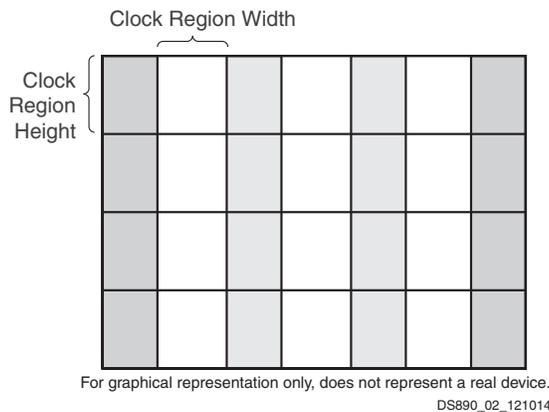 Clock Region Width
Clock
Region
Height
For graphical representation only, does not represent a real device.
DS890_02_121014